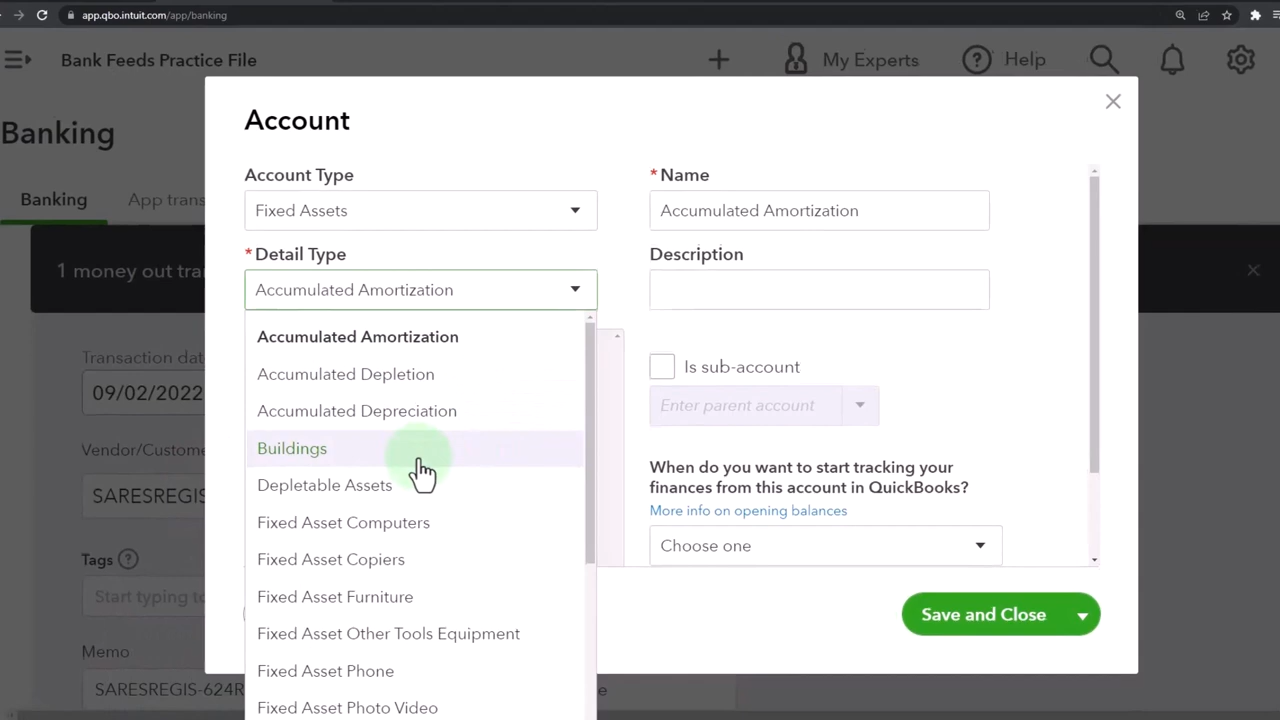 app.qbo.intuit.com/app/banking
Bank Feeds Practice File
My Experts
Help
Banking
Banking
App trans
1 money out tra
Transaction dat
09/02/2022
Vendor/Custome
SARESREGIS
Tags ?
Start typing to
Memo
SARESREGIS-624R
e
Account
Account Type
Fixed Assets
* Detail Type
Accumulated Amortization
Accumulated Amortization
Accumulated Depletion
Accumulated Depreciation
Buildings
Depletable Assets
Fixed Asset Computers
Fixed Asset Copiers
Fixed Asset Furniture
Fixed Asset Other Tools Equipment
Fixed Asset Phone
Fixed Asset Photo Video
* Name
Accumulated Amortization
Description
Is sub-account
Enter parent account
When do you want to start tracking your
finances from this account in QuickBooks?
More info on opening balances
Choose one
Save and Close